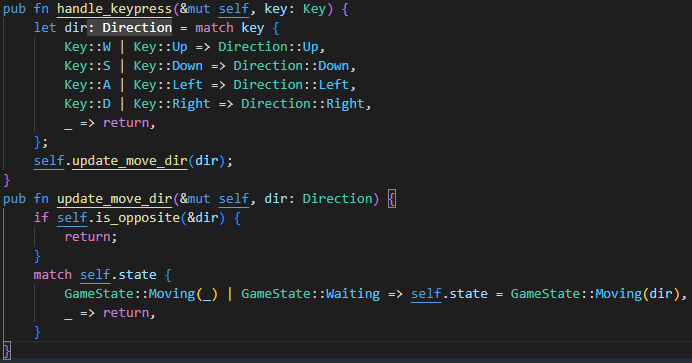 pub fn handle_keypress(&mut self, key: Key) {
    let dir: Direction = match key {
        Key::W | Key::Up => Direction::Up,
        Key::S | Key::Down => Direction::Down,
        Key::A | Key::Left => Direction::Left,
        Key::D | Key::Right => Direction::Right,
        _ => return,
    };
    self.update_move_dir(dir);
}
pub fn update_move_dir(&mut self, dir: Direction) {
    if self.is_opposite(&dir) {
        return;
    }
    match self.state {
        GameState::Moving(_) | GameState::Waiting => self.state = GameState::Moving(dir),
        _ => return,
    }
}